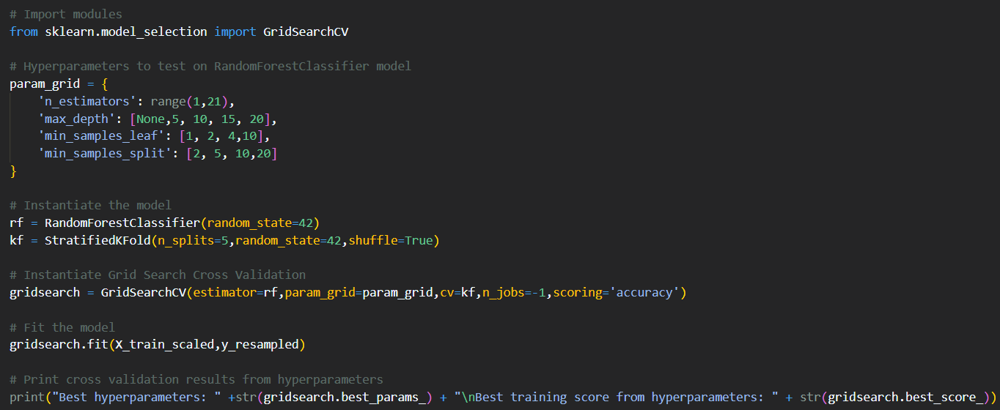 # Import modules
from sklearn.model_selection import GridSearchCV
# Hyperparameters to test on RandomForestClassifier model
param_grid = {
    'n_estimators': range(1,21),
    'max_depth': [None,5, 10, 15, 20],
    'min_samples_leaf': [1, 2, 4,10],
    'min_samples_split': [2, 5, 10,20]
}
# Instantiate the model
rf = RandomForestClassifier(random_state=42)
kf = StratifiedKFold(n_splits=5,random_state=42,shuffle=True)
# Instantiate Grid Search Cross Validation
gridsearch = GridSearchCV(estimator=rf,param_grid=param_grid,cv=kf,n_jobs=-1,scoring='accuracy')
# Fit the model
gridsearch.fit(X_train_scaled,y_resampled)
# Print cross validation results from hyperparameters
print("Best hyperparameters: " +str(gridsearch.best_params_) + "\nBest training score from hyperparameters: " + str(gridsearch.best_score_))